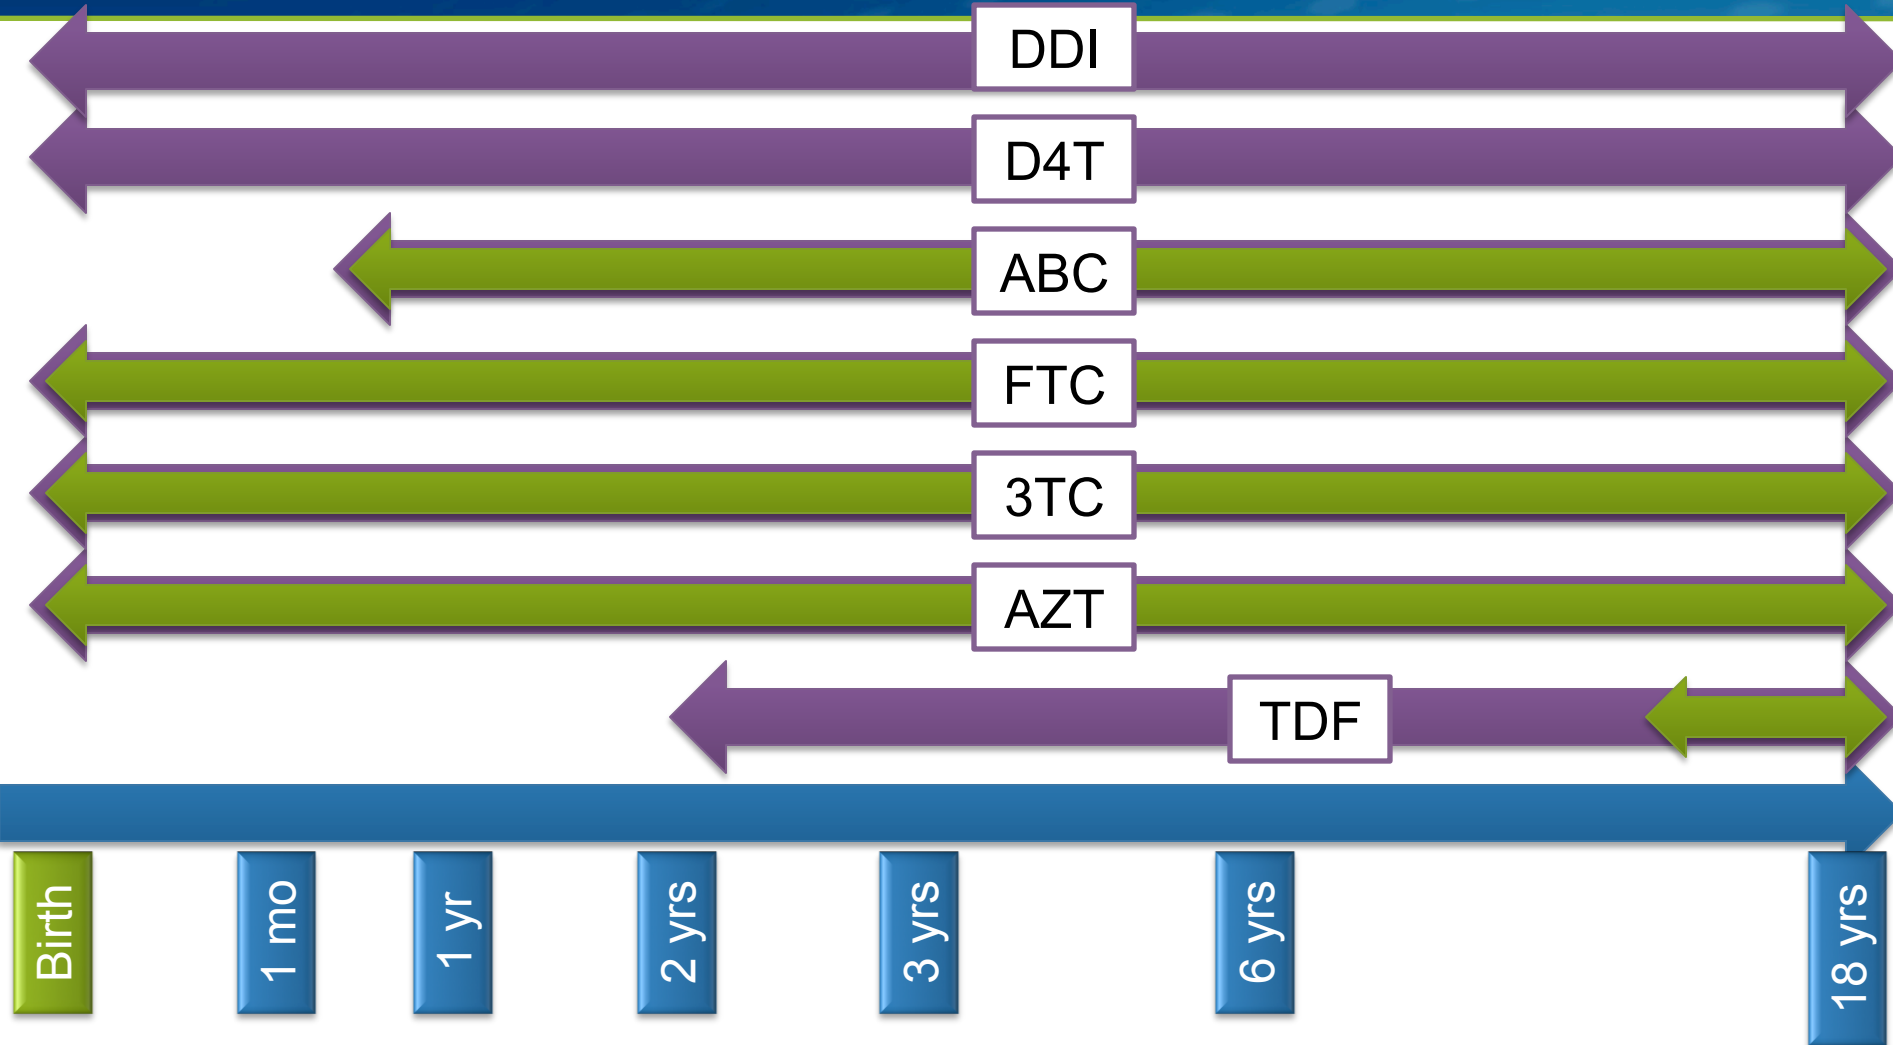 DDI
D4T
ABC
FTC
3TC
AZT
TDF
Birth
1 mo
1 yr
2 yrs
3 yrs
6 yrs
18 yrs